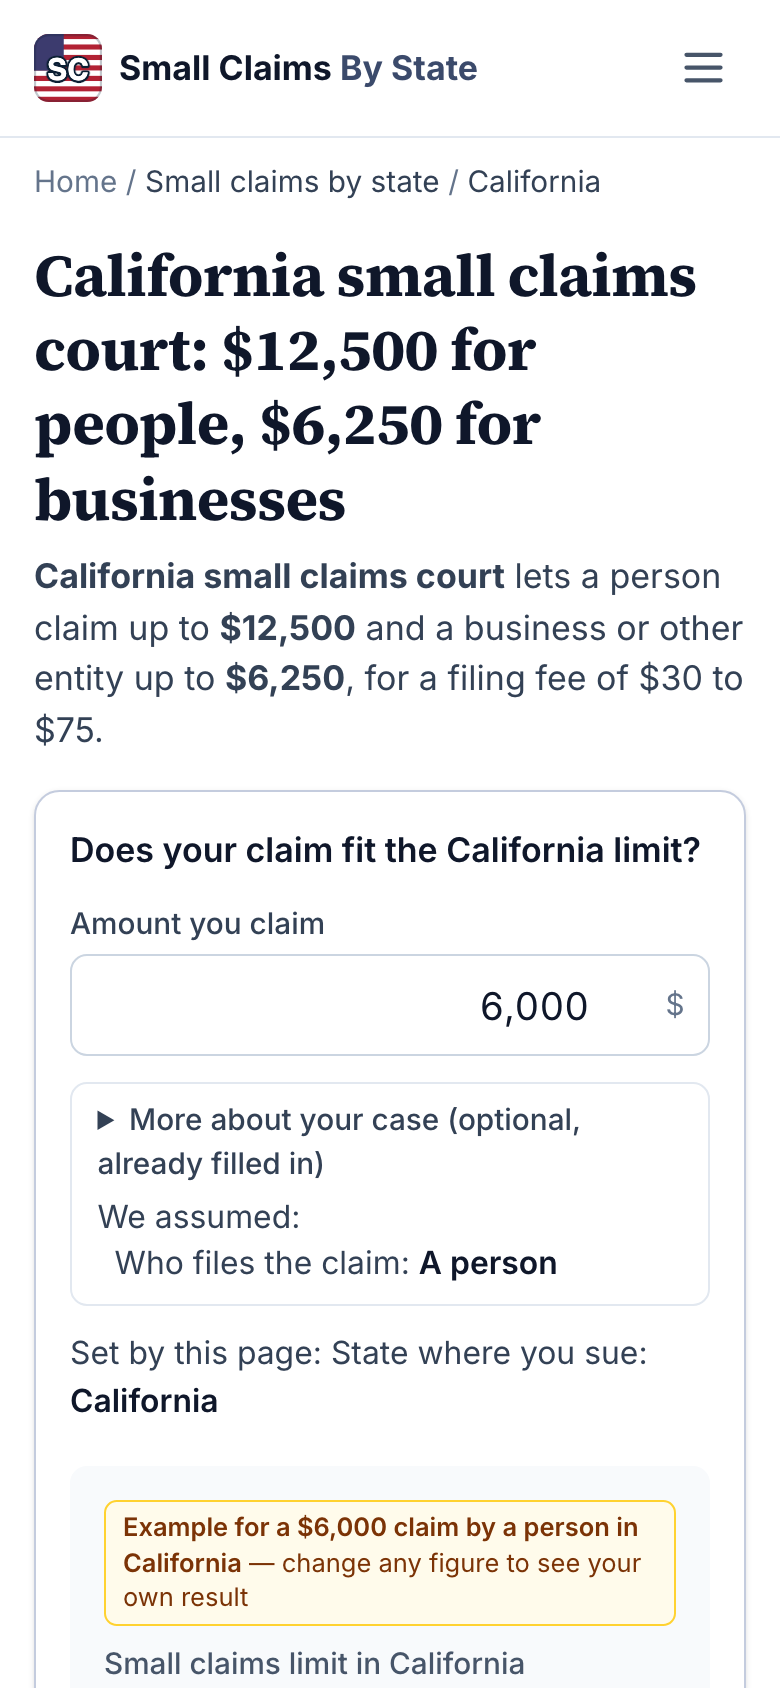 SC
Small Claims By State
Home / Small claims by state / California
California small claims
court: $12,500 for
people, $6,250 for
businesses
California small claims court lets a person
claim up to $12,500 and a business or other
entity up to $6,250, for a filing fee of $30 to
$75.
Does your claim fit the California limit?
Amount you claim
6,000 $
▶ More about your case (optional,
already filled in)
We assumed:
Who files the claim: A person
Set by this page: State where you sue:
California
Example for a $6,000 claim by a person in
California — change any figure to see your
own result
Small claims limit in California